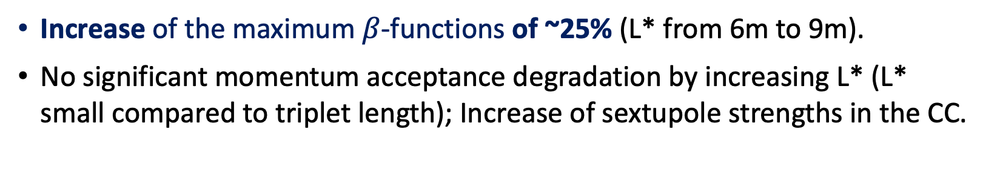 • Increase of the maximum β-functions of ~25% (L* from 6m to 9m).
• No significant momentum acceptance degradation by increasing L* (L*
small compared to triplet length); Increase of sextupole strengths in the CC.